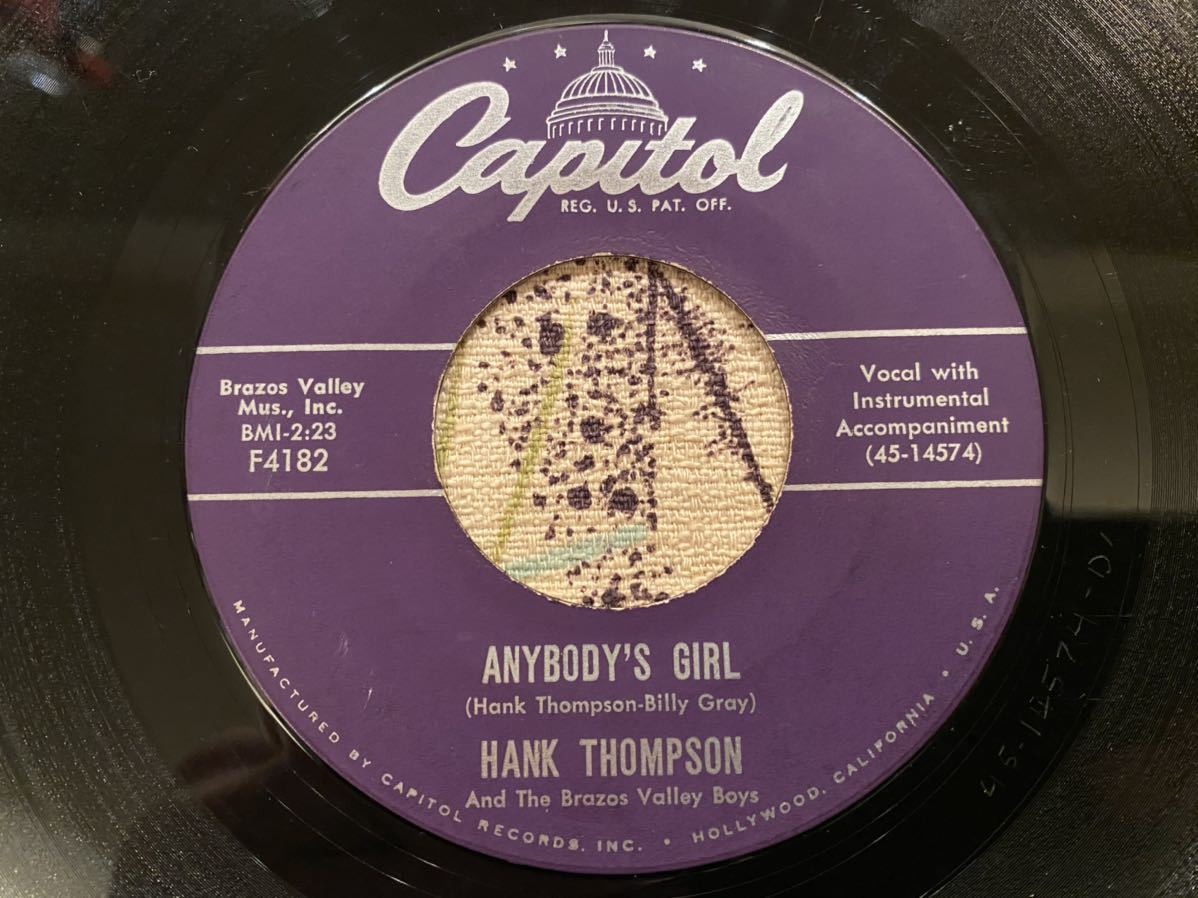 Capitol
REG. U.S. PAT. OFF.
Brazos Valley
Mus., Inc.
BMI-2:23
F4182
Vocal with
Instrumental
Accompaniment
(45-14574)
ANYBODY'S GIRL
(Hank Thompson-Billy Gray)
HANK THOMPSON
And The Brazos Valley Boys
MANUFACTURED BY CAPITOL RECORDS, INC. • HOLLYWOOD, CALIFORNIA • U.S.A.
45-14574-D1